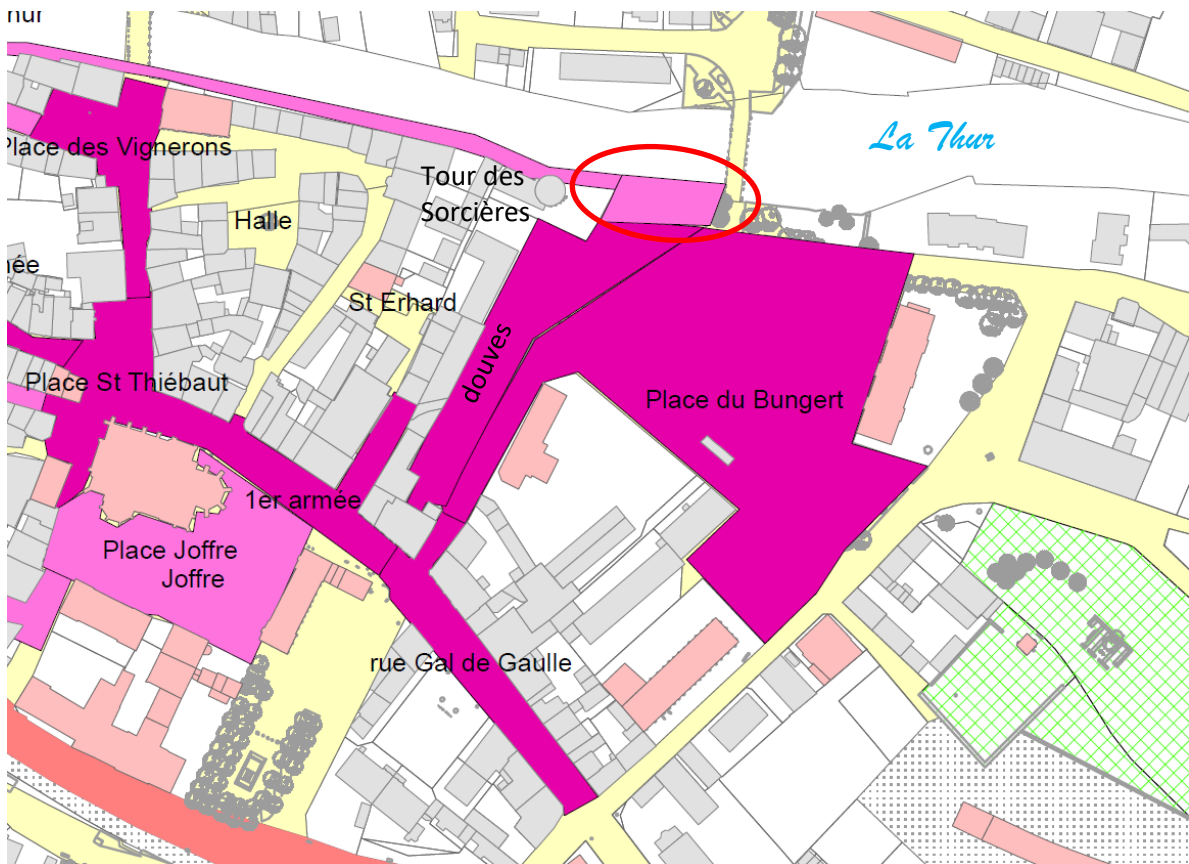 hur
La Thur
Place des Vignerons
Tour des
Sorcières
Halle
née
St Erhard
douves
Place St Thiébaut
Place du Bungert
1er armée
Place Joffre
Joffre
rue Gal de Gaulle